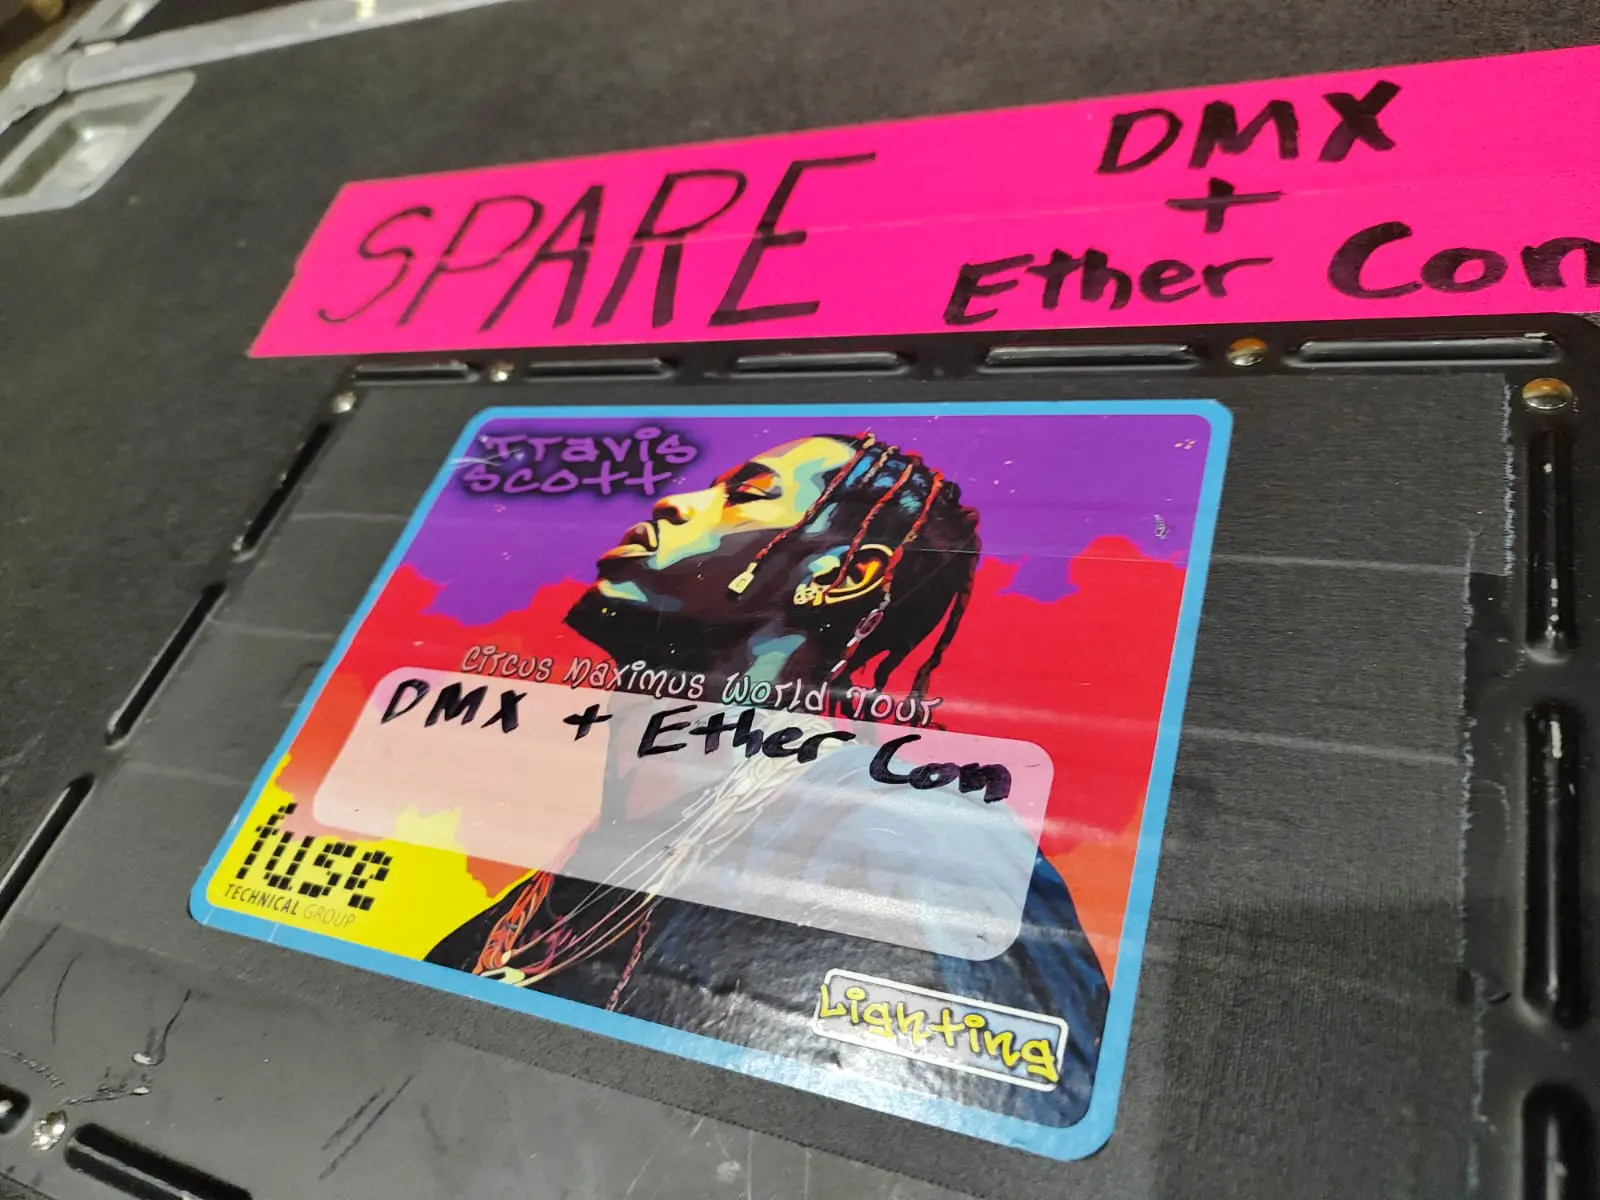 SPARE
DMX
+
Ether Con
Travis
Scott
Circus Maximus World Tour
DMX + Ether Con
fuse
TECHNICAL GROUP
Lighting